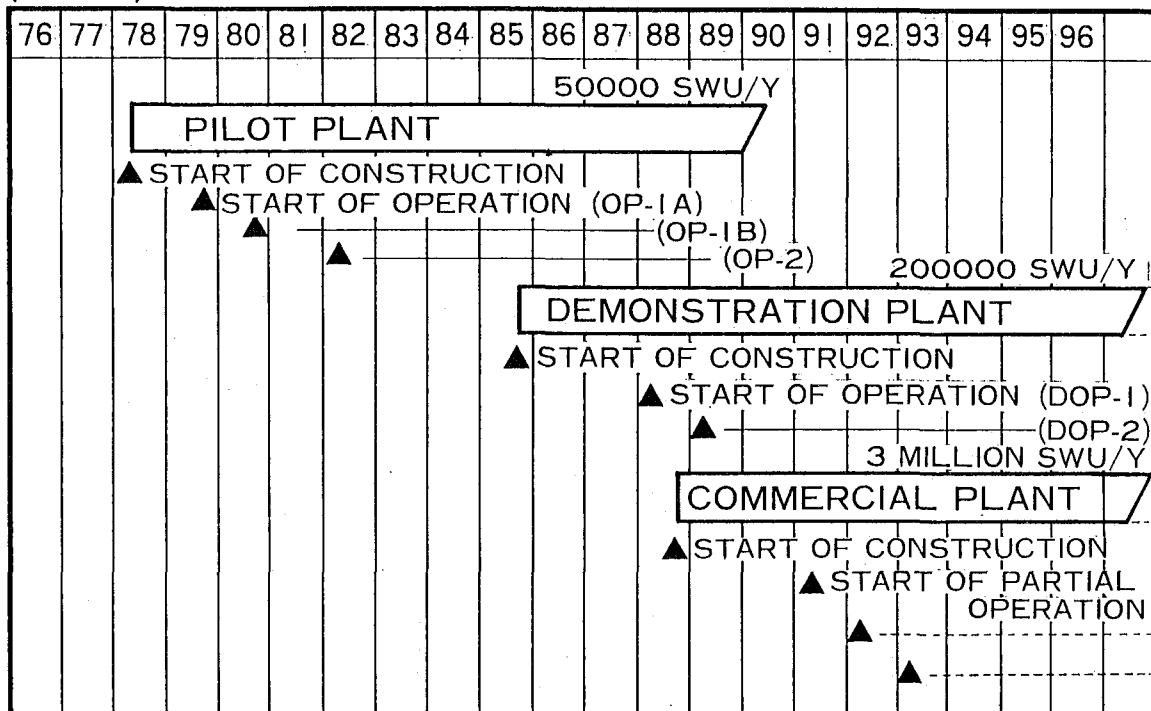 76 77 78 79 80 81 82 83 84 85 86 87 88 89 90 91 92 93 94 95 96
50000 SWU/Y
PILOT PLANT
START OF CONSTRUCTION
START OF OPERATION (OP-1A)
(OP-1B)
(OP-2)
200000 SWU/Y
DEMONSTRATION PLANT
START OF CONSTRUCTION
START OF OPERATION (DOP-1)
(DOP-2)
3 MILLION SWU/Y
COMMERCIAL PLANT
START OF CONSTRUCTION
START OF PARTIAL
OPERATION